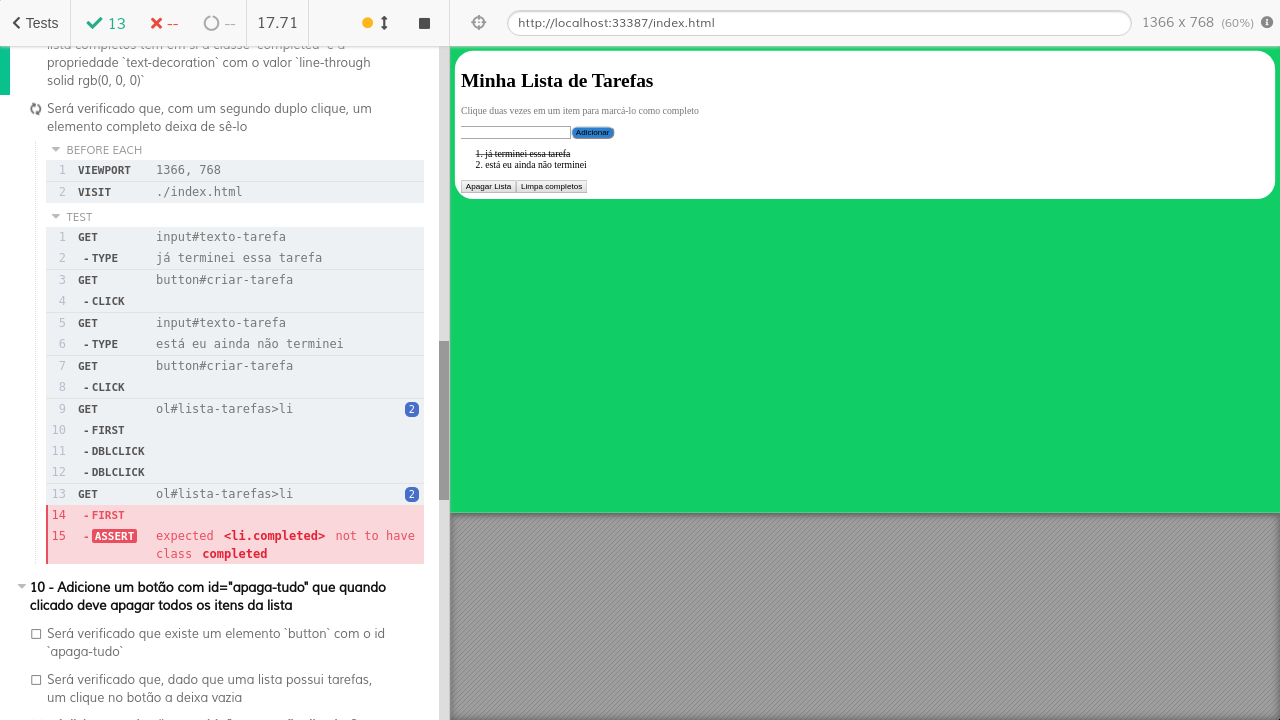 Tests
13
--
--
17.71
http://localhost:33387/index.html
1366 x 768 (60%)
propriedade `text-decoration` com o valor `line-through
solid rgb(0, 0, 0)`
Será verificado que, com um segundo duplo clique, um
elemento completo deixa de sê-lo
BEFORE EACH
1 VIEWPORT 1366, 768
2 VISIT ./index.html
TEST
1 GET input#texto-tarefa
2 -TYPE já terminei essa tarefa
3 GET button#criar-tarefa
4 -CLICK
5 GET input#texto-tarefa
6 -TYPE está eu ainda não terminei
7 GET button#criar-tarefa
8 -CLICK
9 GET ol#lista-tarefas>li 2
10 -FIRST
11 -DBLCLICK
12 -DBLCLICK
13 GET ol#lista-tarefas>li 2
14 -FIRST
15 -ASSERT expected <li.completed> not to have
class completed
10 - Adicione um botão com id="apaga-tudo" que quando
clicado deve apagar todos os itens da lista
Será verificado que existe um elemento `button` com o id
`apaga-tudo`
Será verificado que, dado que uma lista possui tarefas,
um clique no botão a deixa vazia
Minha Lista de Tarefas
Clique duas vezes em um item para marcá-lo como completo
Adicionar
1. já terminei essa tarefa
2. está eu ainda não terminei
Apagar Lista Limpa completos